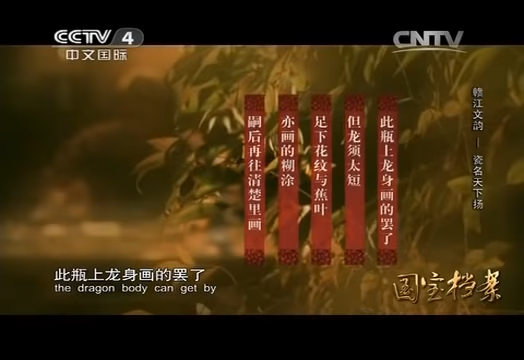 CCTV 4
中文国际
CNTV
赣江文韵 — 瓷名天下扬
此瓶上龙身画的罢了
但龙须太短
足下花纹与蕉叶
亦画的糊涂
嗣后再往清楚里画
此瓶上龙身画的罢了
the dragon body can get by
国宝档案